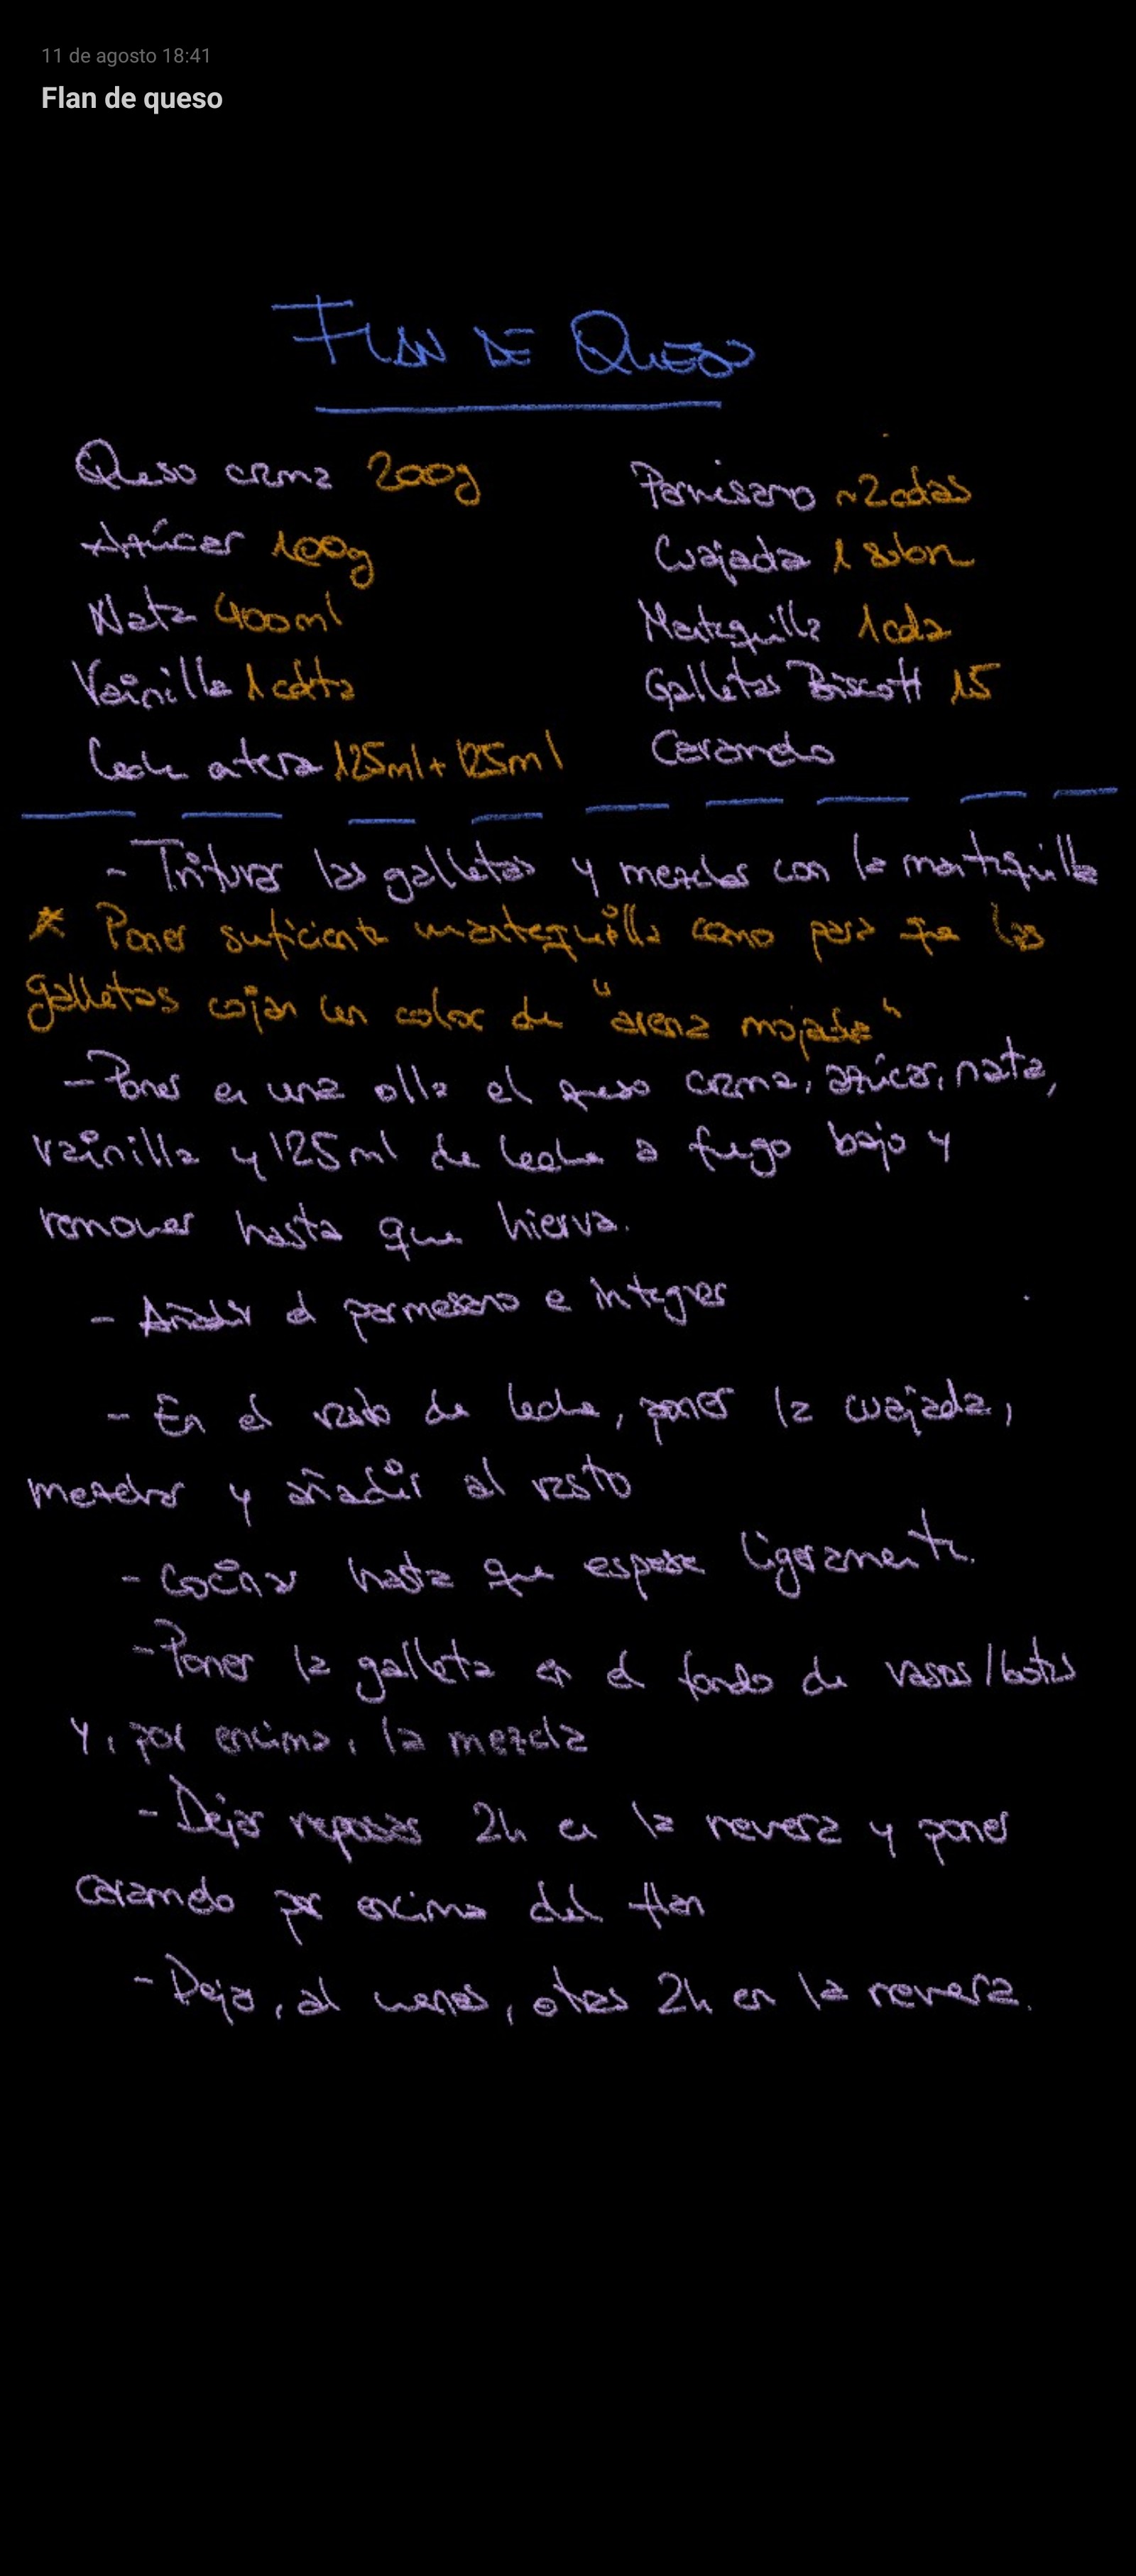 11 de agosto 18:41
Flan de queso
FLAN DE QUESO
Queso crema 200g
Azúcar 100g
Nata 400ml
Vainilla 1 cdta
Leche entera 125ml + 125ml
Parmesano ~2cdas
Cuajada 1 sobre
Mantequilla 1 cda
Galletas Biscoff 15
Caramelo
- Triturar las galletas y mezclar con la mantequilla
* Poner suficiente mantequilla como para que las
galletas cojan un color de "arena mojada"
- Poner en una olla el queso crema, azúcar, nata,
vainilla y 125ml de leche a fuego bajo y
remover hasta que hierva.
- Añadir el parmesano e integrar
- En el resto de leche, poner la cuajada,
mezclar y añadir al resto
- Cocinar hasta que espese ligeramente.
- Poner la galleta en el fondo de vasos/botes
y, por encima, la mezcla
- Dejar reposar 2h en la nevera y poner
caramelo por encima del flan
- Dejar, al menos, otras 2h en la nevera.